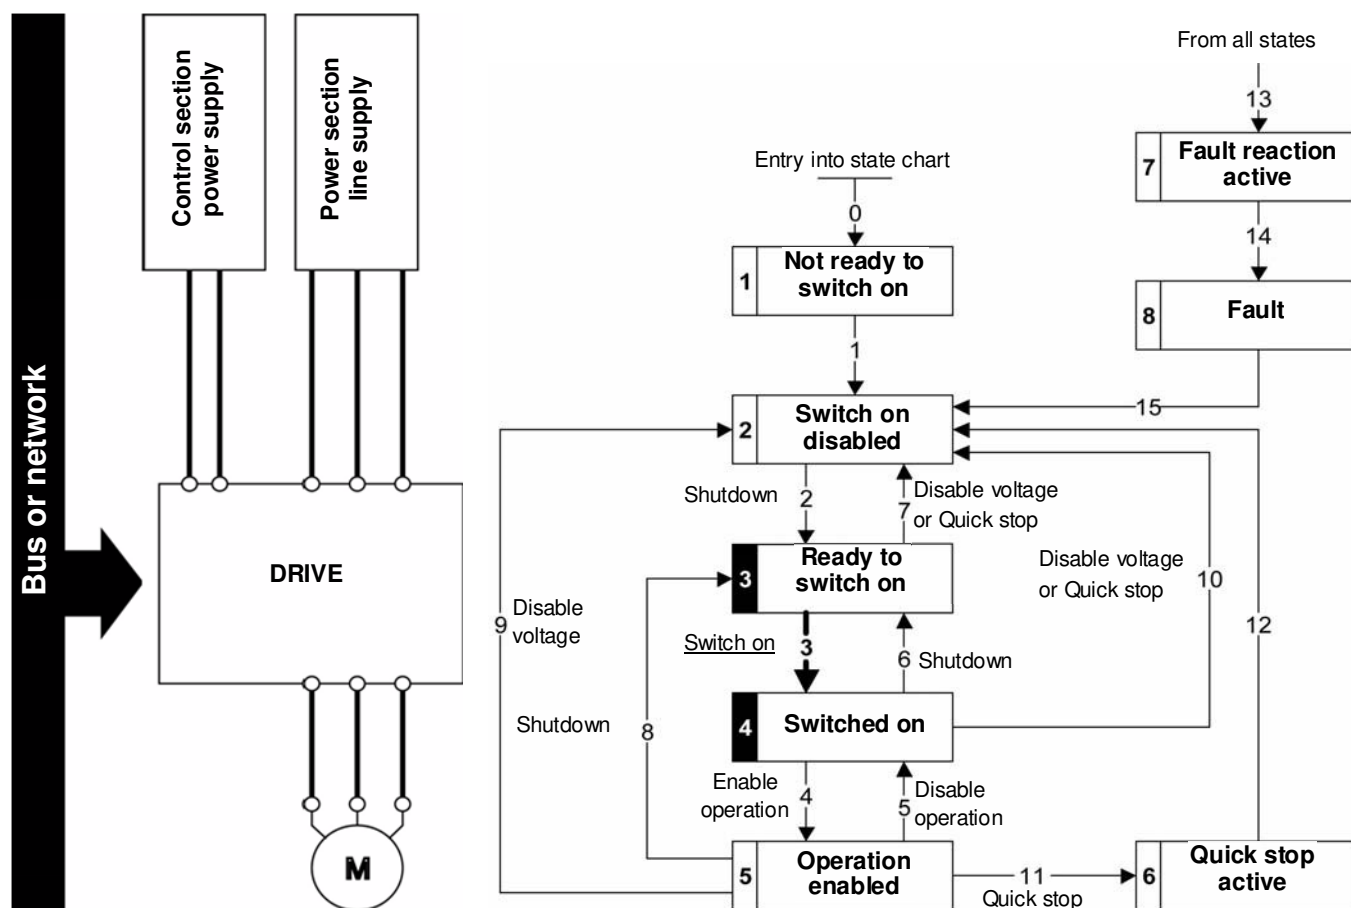 Bus or network
Control section
power supply
Power section
line supply
DRIVE
M
From all states
13
7
Fault reaction
active
14
8
Fault
15
Entry into state chart
0
1
Not ready to
switch on
1
2
Switch on
disabled
Shutdown
2
7
Disable voltage
or Quick stop
3
Ready to
switch on
Disable voltage
or Quick stop
10
12
9
Disable
voltage
Switch on
3
6
Shutdown
4
Switched on
Shutdown
8
Enable
operation
4
5
Disable
operation
5
Operation
enabled
11
Quick stop
6
Quick stop
active